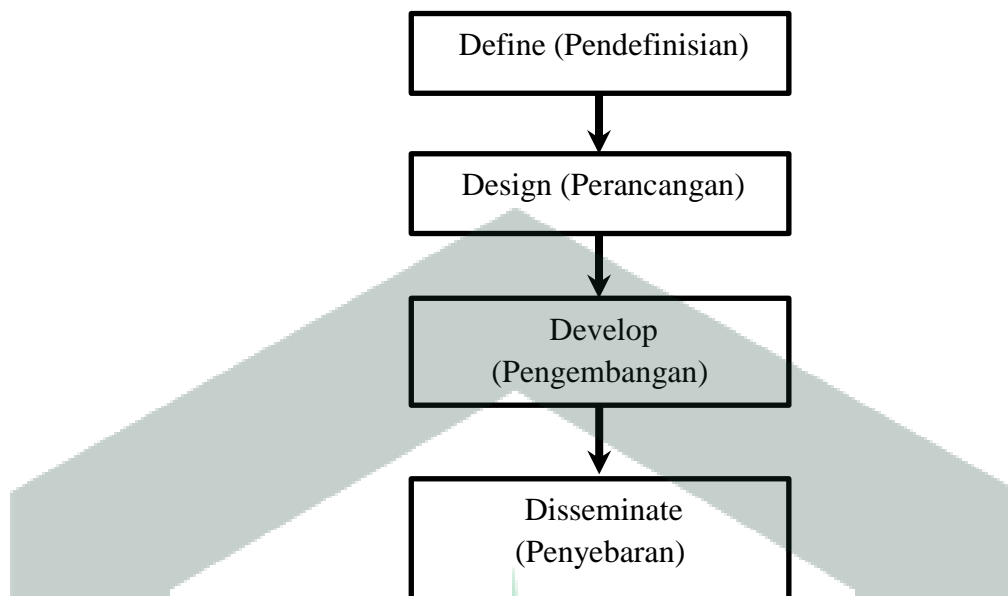 Define (Pendefinisian)
Design (Perancangan)
Develop
(Pengembangan)
Disseminate
(Penyebaran)